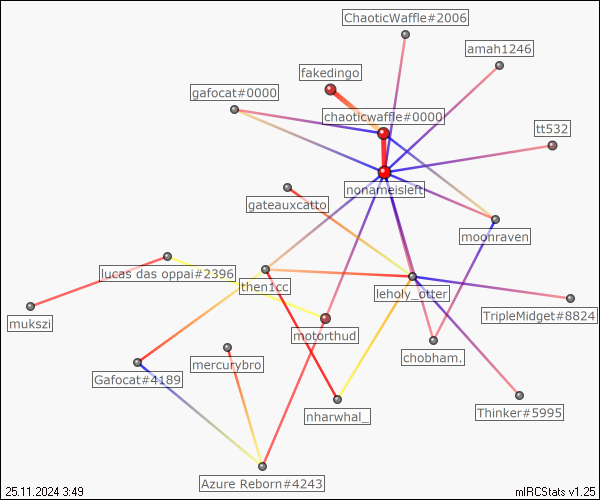 ChaoticWaffle#2006
amah1246
fakedingo
gafocat#0000
chaoticwaffle#0000
tt532
nonameisleft
gateauxcatto
moonraven
lucas das oppai#2396
then1cc
leholy_otter
mukszi
TripleMidget#8824
motorthud
chobham.
mercurybro
Gafocat#4189
nharwhal_
Thinker#5995
Azure Reborn#4243
25.11.2024 3:49
mIRCStats v1.25